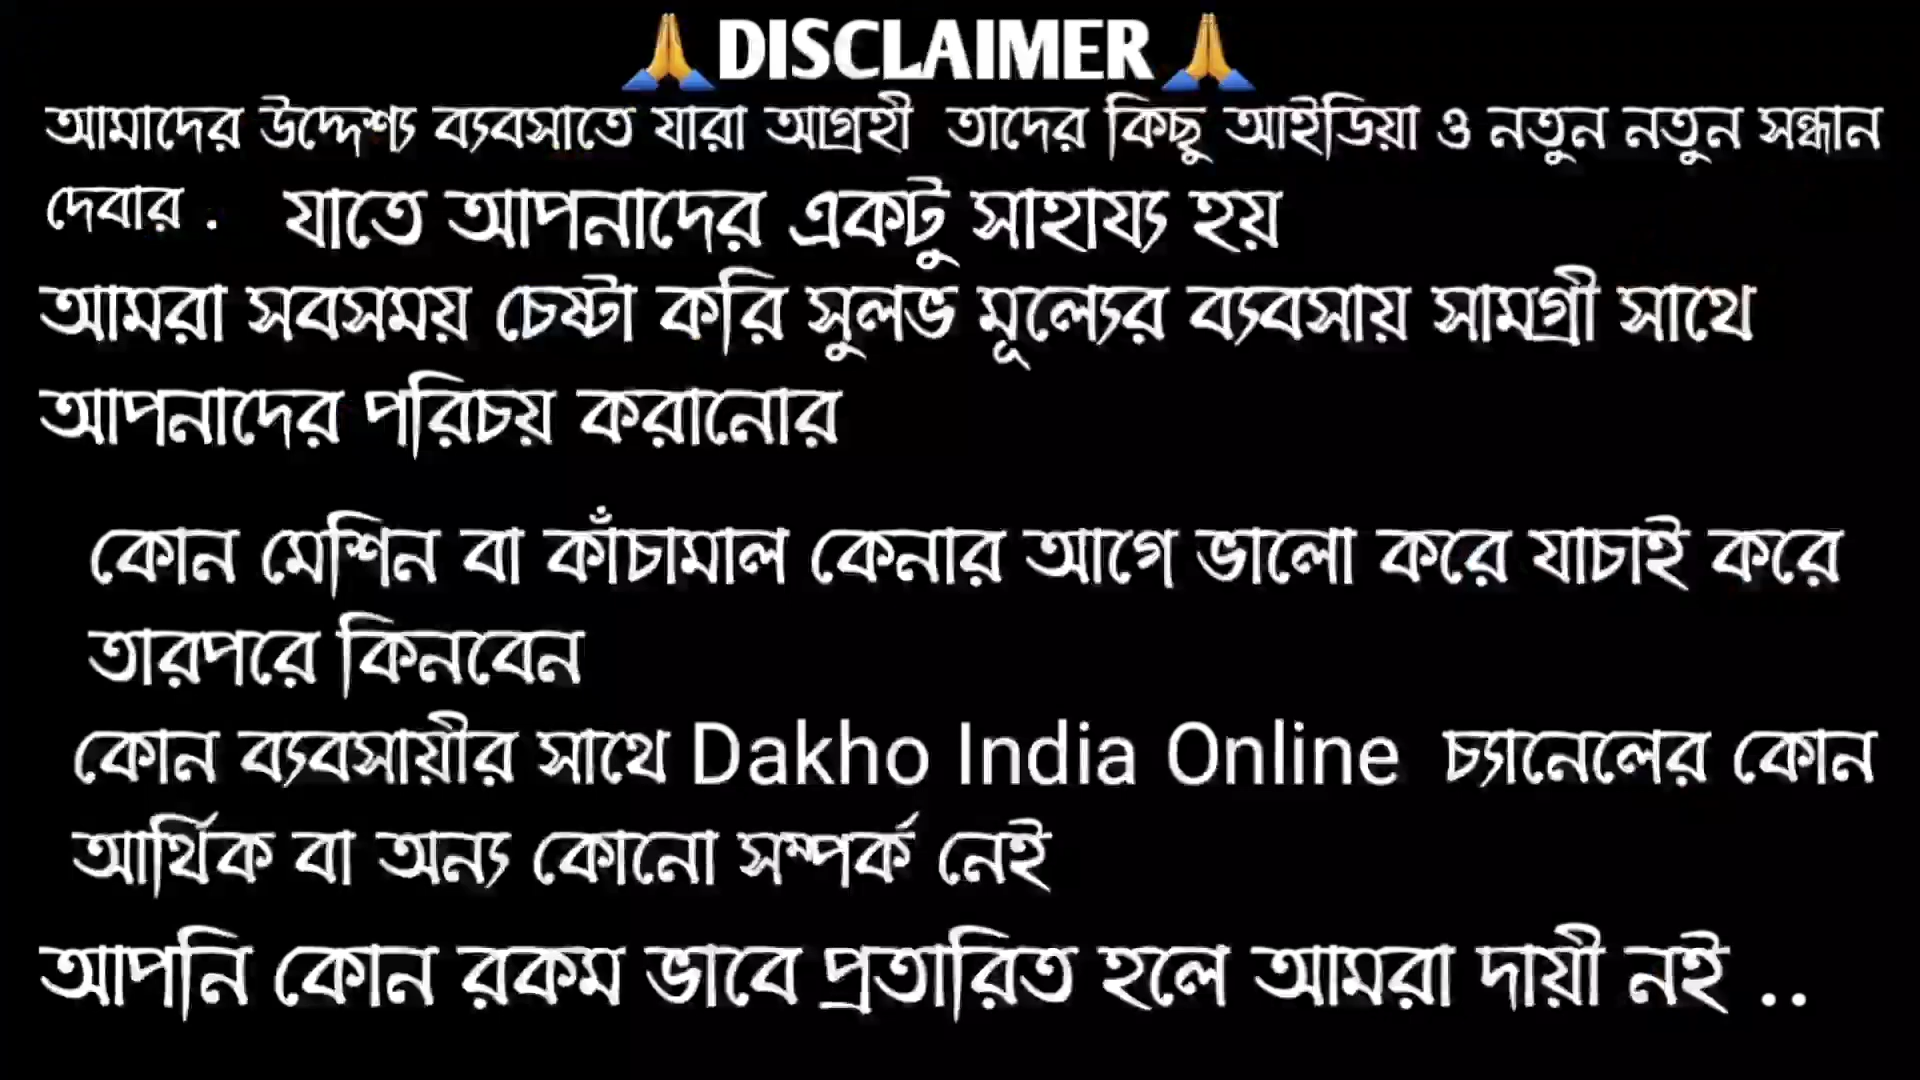 🙏DISCLAIMER🙏
আমাদের উদ্দেশ্য ব্যবসাতে যারা আগ্রহী তাদের কিছু আইডিয়া ও নতুন নতুন সন্ধান
দেবার . যাতে আপনাদের একটু সাহায্য হয়
আমরা সবসময় চেষ্টা করি সুলভ মূল্যের ব্যবসায় সামগ্রী সাথে
আপনাদের পরিচয় করানোর
কোন মেশিন বা কাঁচামাল কেনার আগে ভালো করে যাচাই করে
তারপরে কিনবেন
কোন ব্যবসায়ীর সাথে Dakho India Online চ্যানেলের কোন
আর্থিক বা অন্য কোনো সম্পর্ক নেই
আপনি কোন রকম ভাবে প্রতারিত হলে আমরা দায়ী নই ..